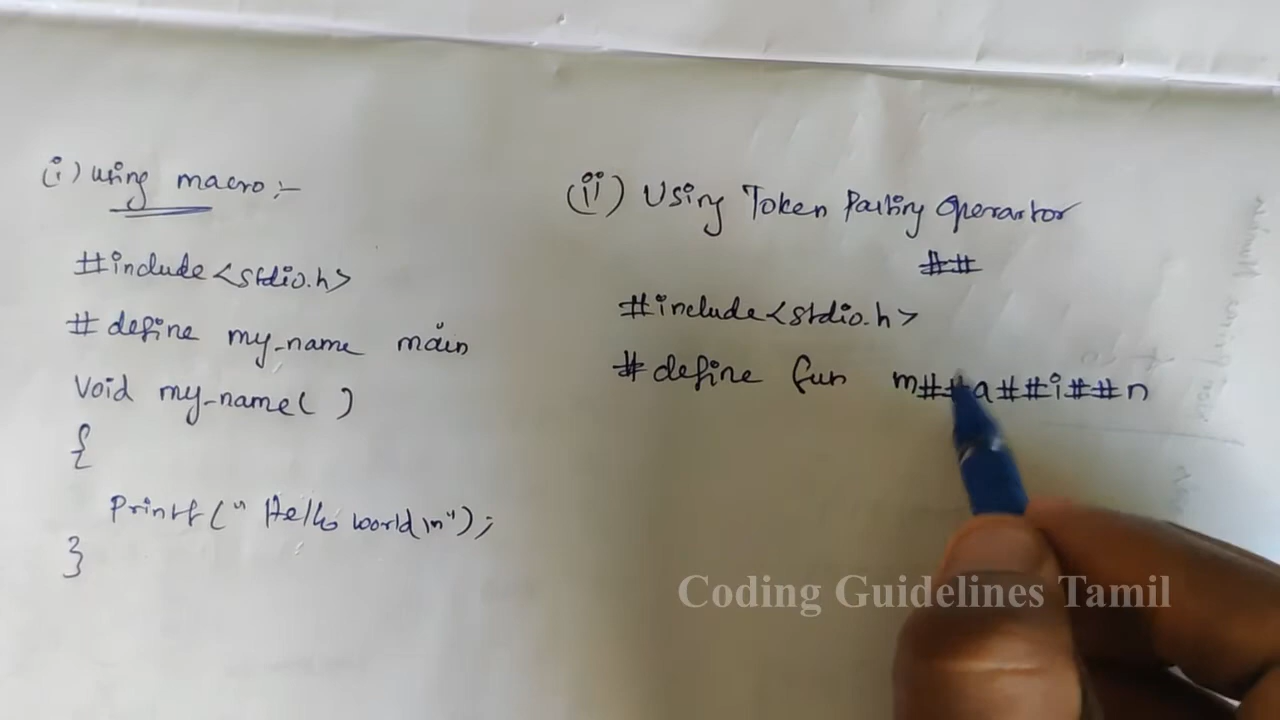 (i) Using macro:-
#include<stdio.h>
# define my_name main
Void my_name( )
{
Printf(" Hello world \n");
}
(ii) Using Token Pasting Operartor
##
#include<stdio.h>
# define fun m##a##i##n
Coding Guidelines Tamil